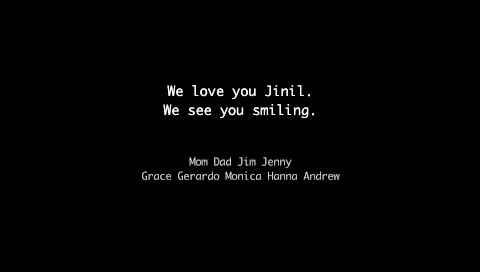 We love you Jinil.
We see you smiling.
Mom Dad Jim Jenny
Grace Gerardo Monica Hanna Andrew